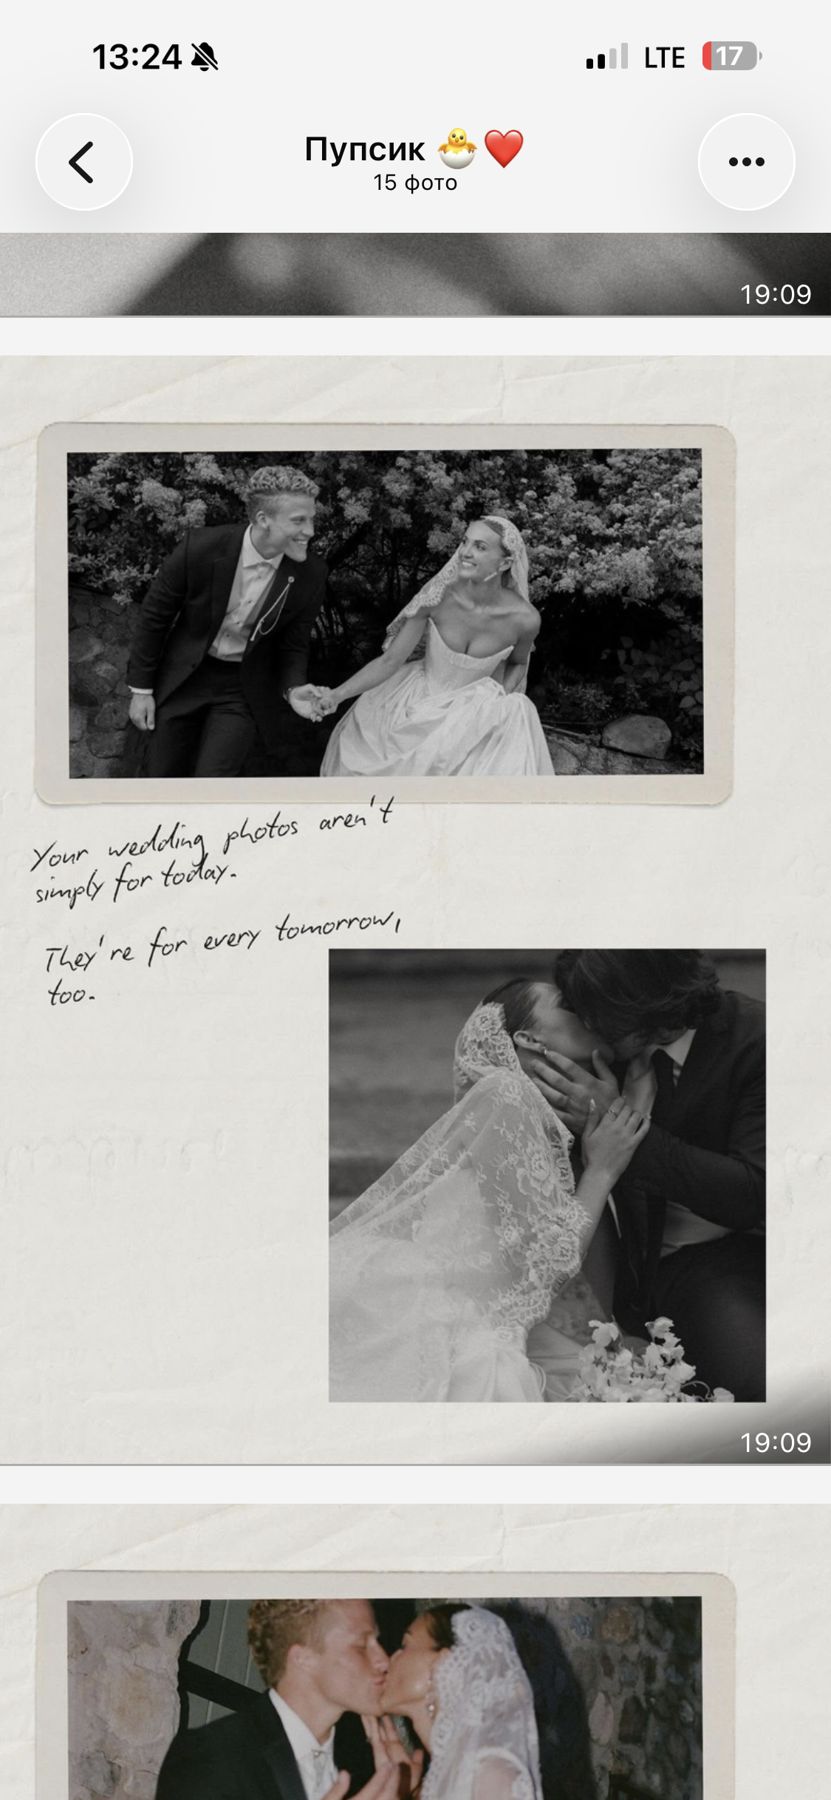 13:24
LTE
17
Пупсик 🐣❤️
15 фото
19:09
Your wedding photos aren't
simply for today.
They're for every tomorrow,
too.
19:09